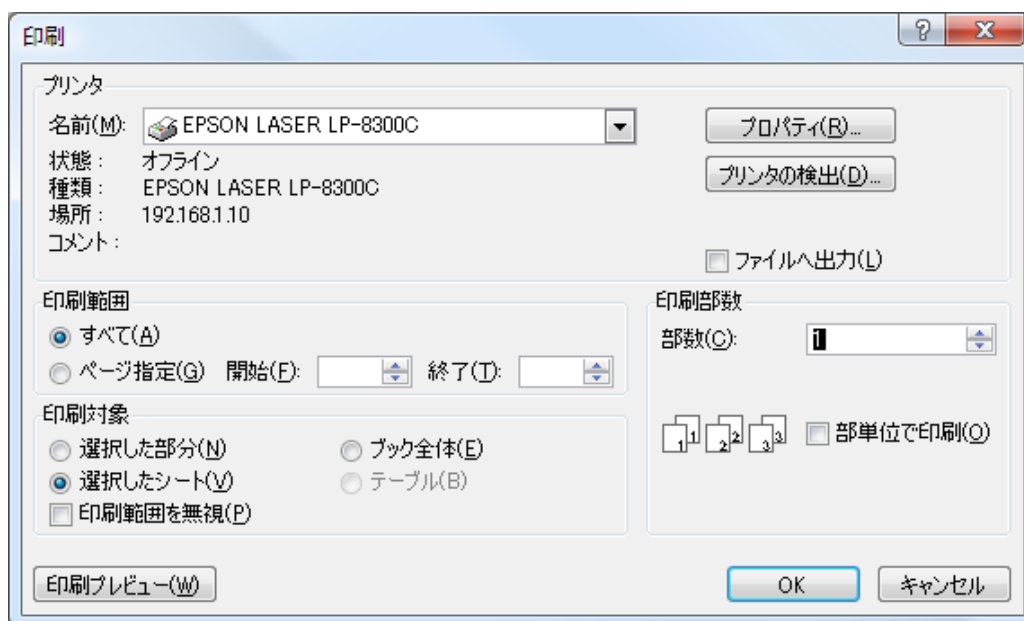 印刷
プリンタ
名前(M): EPSON LASER LP-8300C
プロパティ(R)...
状態： オフライン
種類： EPSON LASER LP-8300C
プリンタの検出(D)...
場所： 192.168.1.10
コメント：
ファイルへ出力(L)
印刷範囲
すべて(A)
ページ指定(G) 開始(F): 終了(T):
印刷部数
部数(C): 1
1 1 2 2 3 3 部単位で印刷(O)
印刷対象
選択した部分(N) ブック全体(E)
選択したシート(V) テーブル(B)
印刷範囲を無視(P)
印刷プレビュー(W) OK キャンセル